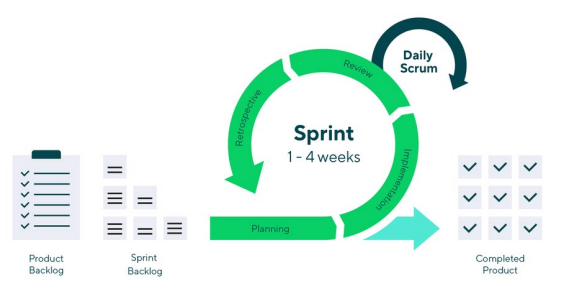 Daily
Scrum
Review
Retrospective
Sprint
1 - 4 weeks
Implementation
Planning
Product
Backlog
Sprint
Backlog
Completed
Product